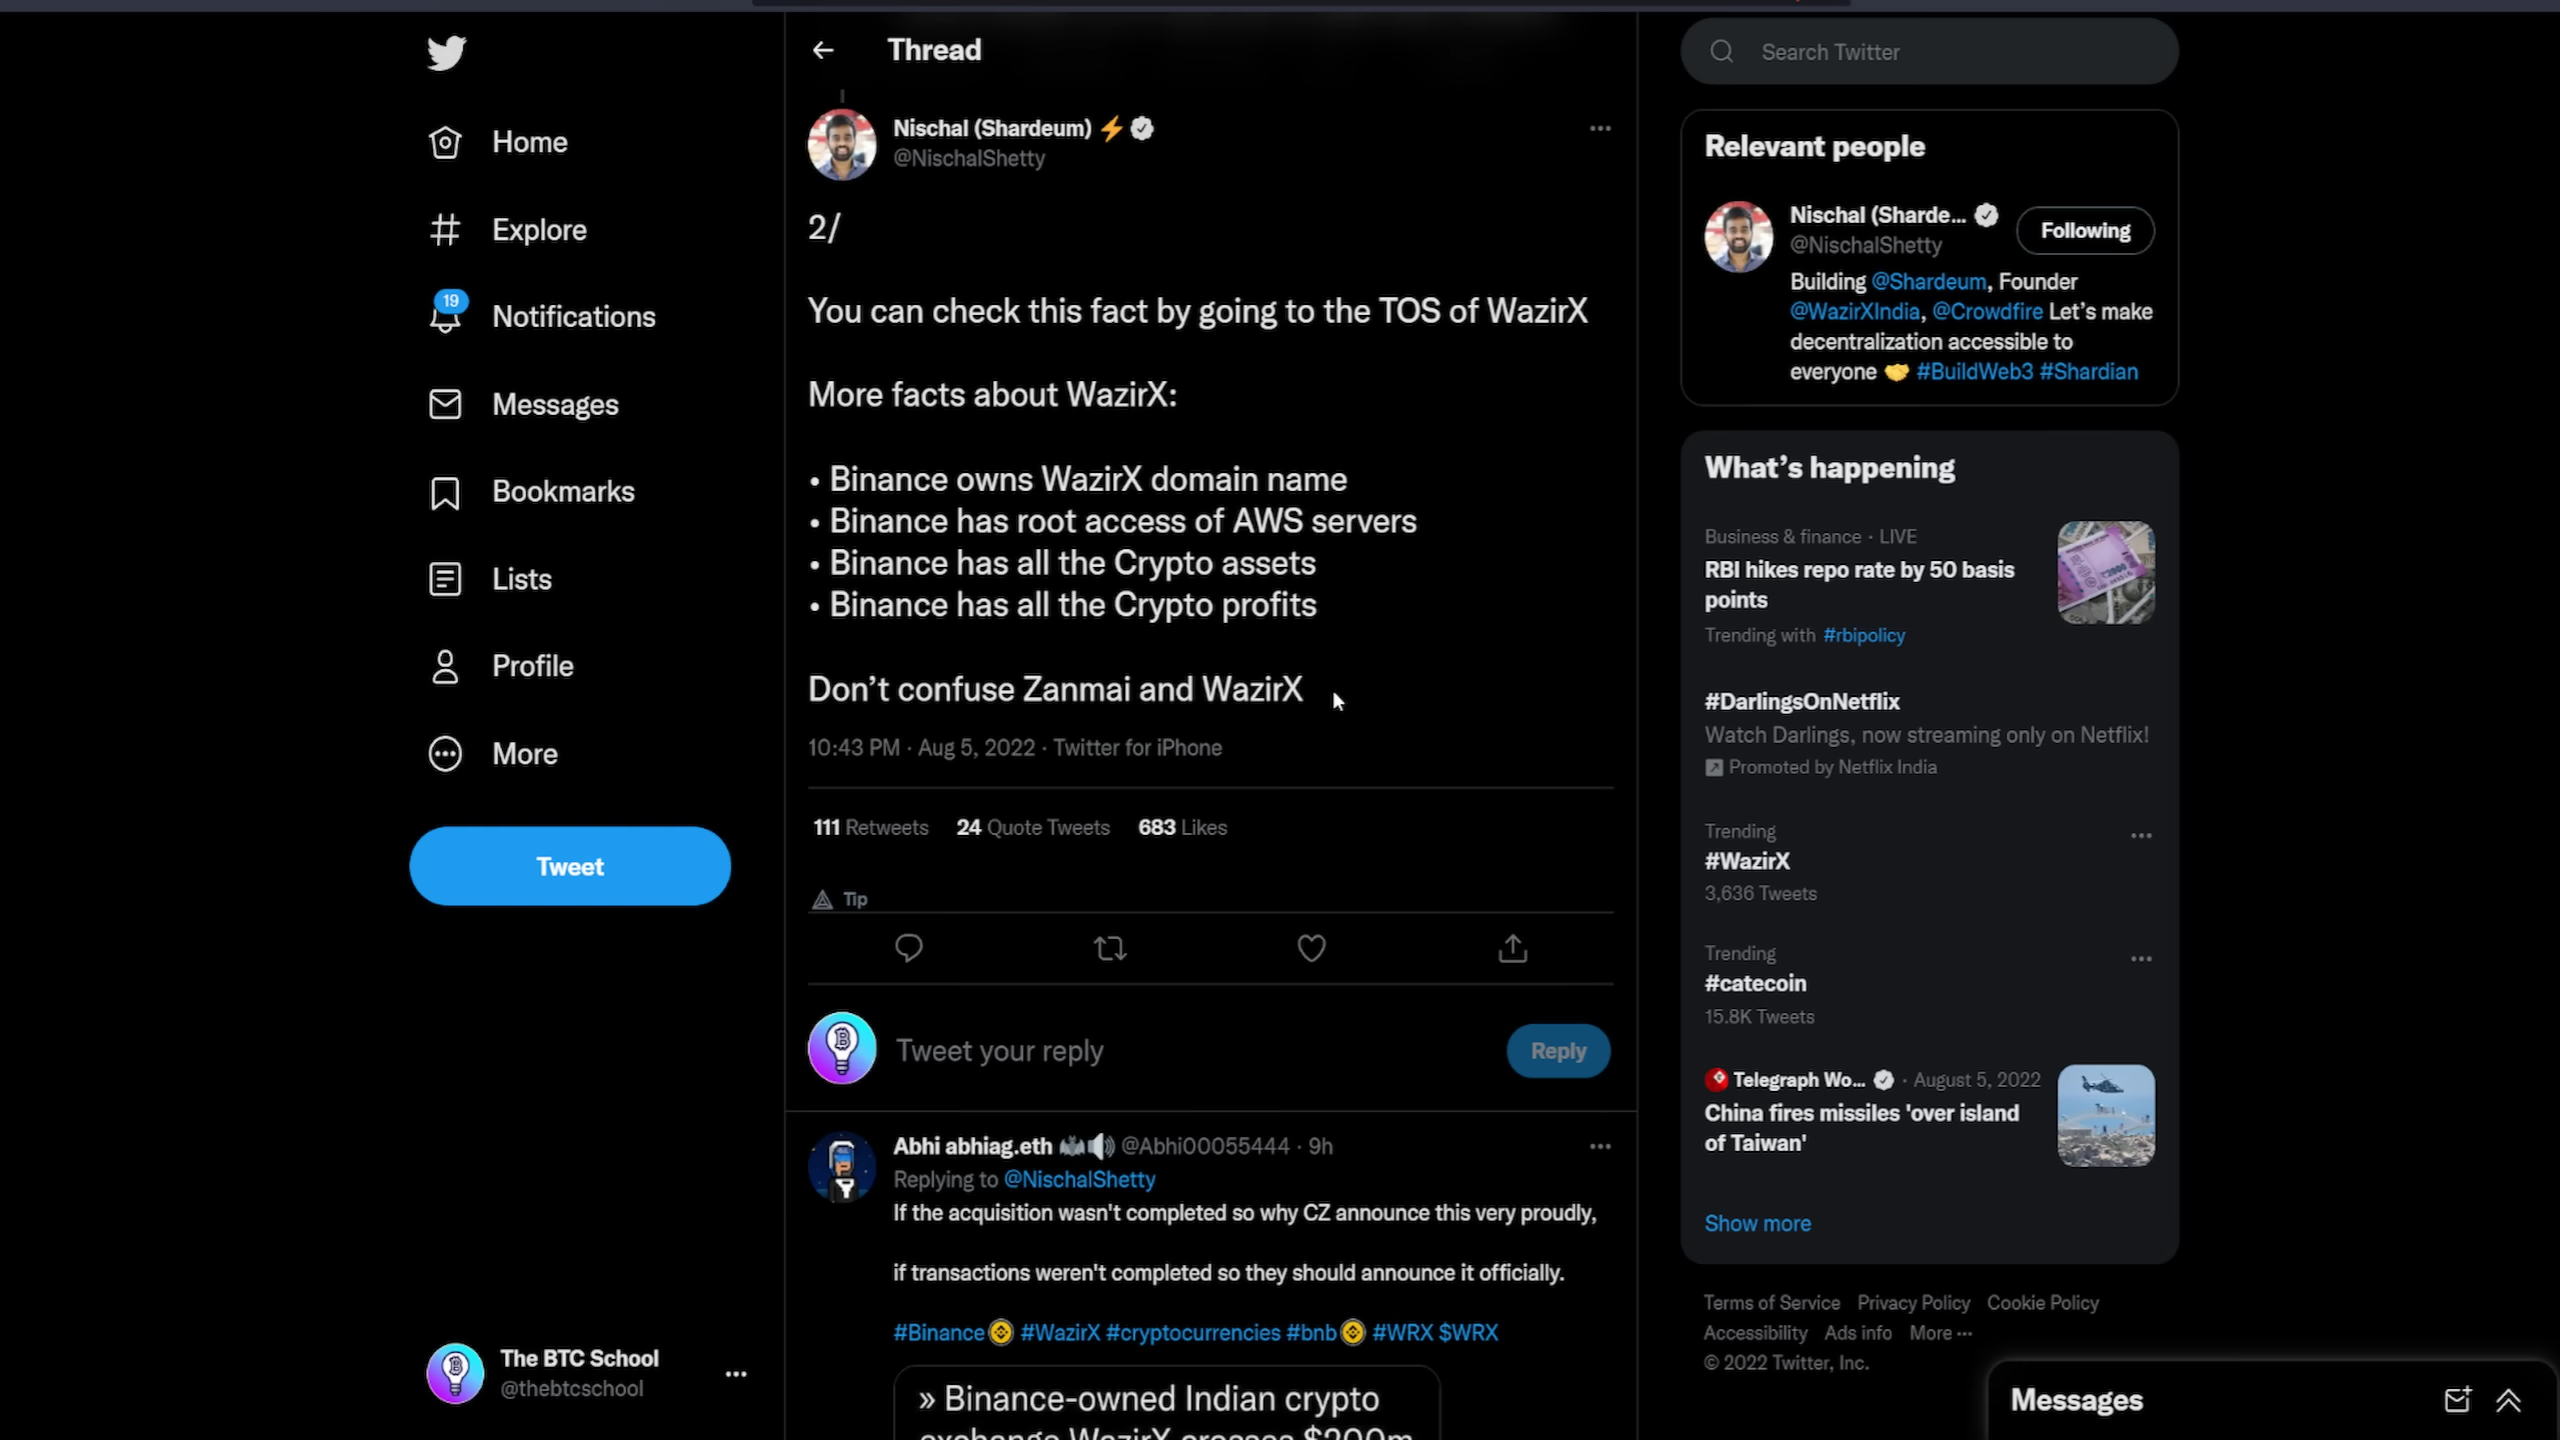 Home
Explore
19
Notifications
Messages
Bookmarks
Lists
Profile
More
Tweet
The BTC School
@thebtcschool
Thread
Nischal (Shardeum) ⚡
@NischalShetty
2/
You can check this fact by going to the TOS of WazirX
More facts about WazirX:
• Binance owns WazirX domain name
• Binance has root access of AWS servers
• Binance has all the Crypto assets
• Binance has all the Crypto profits
Don’t confuse Zanmai and WazirX
10:43 PM · Aug 5, 2022 · Twitter for iPhone
111 Retweets 24 Quote Tweets 683 Likes
Tip
Tweet your reply
Reply
Abhi abhiag.eth 🦇🔊 @Abhi00055444 · 9h
Replying to @NischalShetty
If the acquisition wasn't completed so why CZ announce this very proudly,
if transactions weren't completed so they should announce it officially.
#Binance #WazirX #cryptocurrencies #bnb #WRX $WRX
» Binance-owned Indian crypto
exchange WazirX crosses $200m
Search Twitter
Relevant people
Nischal (Sharde...
@NischalShetty
Following
Building @Shardeum, Founder
@WazirXIndia, @Crowdfire Let’s make
decentralization accessible to
everyone 🤝 #BuildWeb3 #Shardian
What’s happening
Business & finance · LIVE
RBI hikes repo rate by 50 basis
points
Trending with #rbipolicy
#DarlingsOnNetflix
Watch Darlings, now streaming only on Netflix!
Promoted by Netflix India
Trending
#WazirX
3,636 Tweets
Trending
#catecoin
15.8K Tweets
Telegraph Wo... · August 5, 2022
China fires missiles 'over island
of Taiwan'
Show more
Terms of Service Privacy Policy Cookie Policy
Accessibility Ads info More ···
© 2022 Twitter, Inc.
Messages